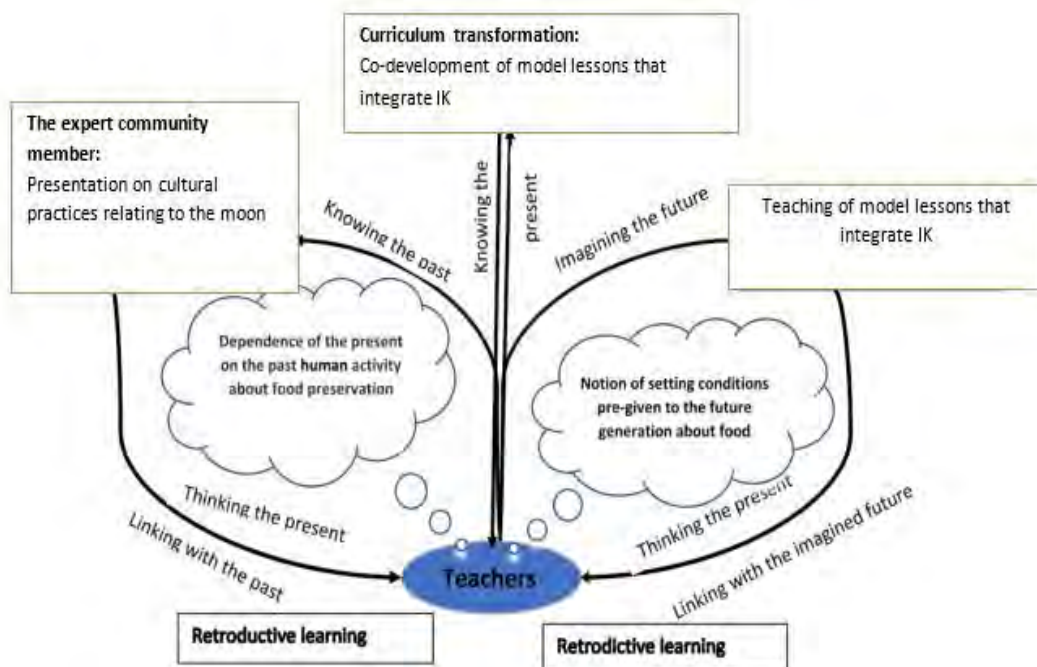 Curriculum transformation:
Co-development of model lessons that
integrate IK
The expert community
member:
Presentation on cultural
practices relating to the moon
Teaching of model lessons that
integrate IK
Knowing the past
Knowing the
present
Imagining the future
Dependence of the present
on the past human activity
about food preservation
Notion of setting conditions
pre-given to the future
generation about food
Thinking the present
Linking with the past
Thinking the present
Linking with the imagined future
Teachers
Retroductive learning
Retrodictive learning